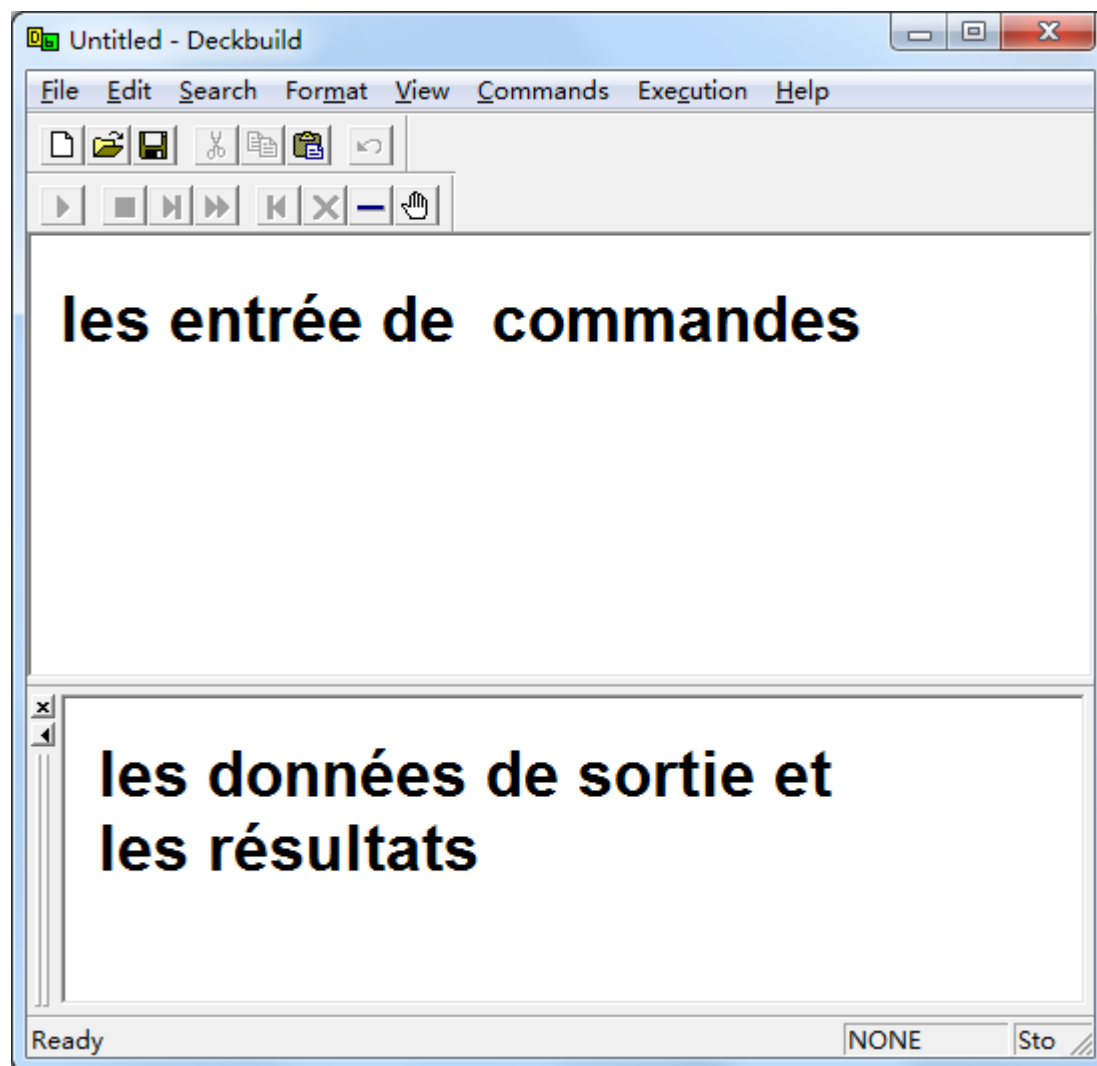 Untitled - Deckbuild
File Edit Search Format View Commands Execution Help
les entrée de commandes
les données de sortie et
les résultats
Ready NONE Sto